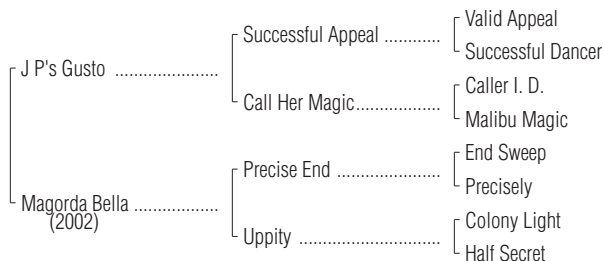 Valid Appeal
Successful Appeal ............
Successful Dancer
J P's Gusto ......................
Caller I. D.
Call Her Magic..................
Malibu Magic
End Sweep
Precise End ......................
Precisely
Magorda Bella ..................
(2002)
Colony Light
Uppity ..............................
Half Secret